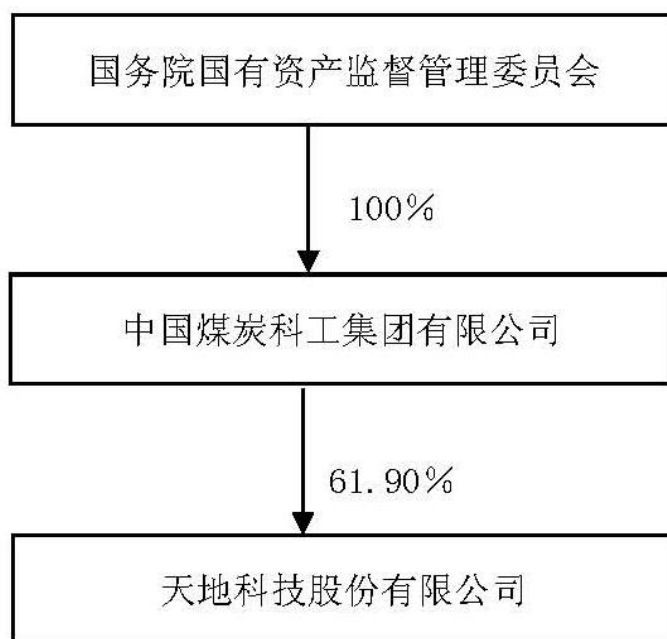 国务院国有资产监督管理委员会
100%
中国煤炭科工集团有限公司
61.90%
天地科技股份有限公司